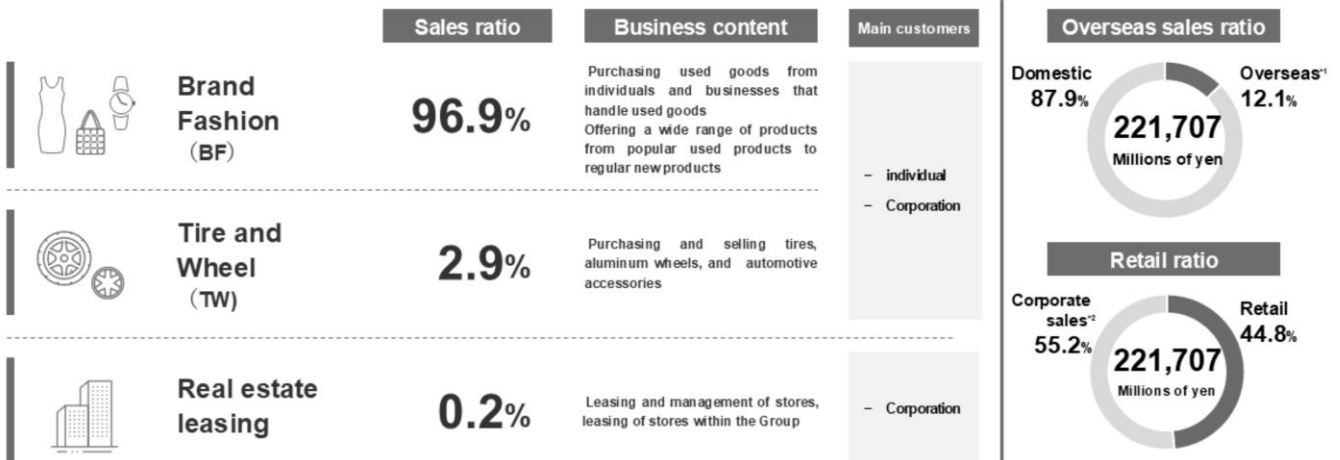 Sales ratio
Business content
Main customers
Brand
Fashion
（BF）
96.9%
Purchasing used goods from
individuals and businesses that
handle used goods
Offering a wide range of products
from popular used products to
regular new products
– individual
– Corporation
Tire and
Wheel
（TW)
2.9%
Purchasing and selling tires,
aluminum wheels, and automotive
accessories
Real estate
leasing
0.2%
Leasing and management of stores,
leasing of stores within the Group
– Corporation
Overseas sales ratio
Domestic
87.9%
Overseas*1
12.1%
221,707
Millions of yen
Retail ratio
Corporate
sales*2
55.2%
Retail
44.8%
221,707
Millions of yen